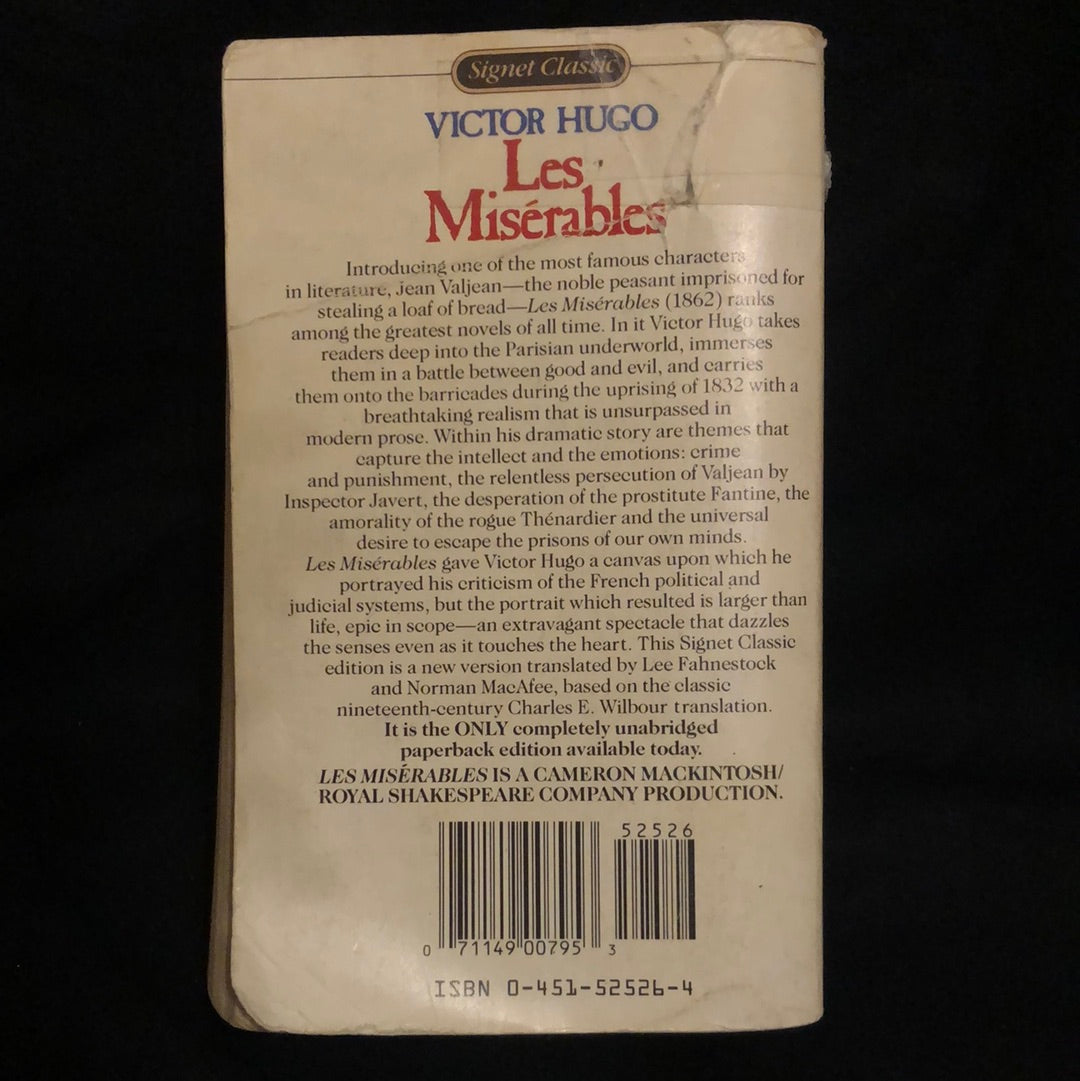 Signet Classic
VICTOR HUGO
Les
Misérables
Introducing one of the most famous characters
in literature, Jean Valjean—the noble peasant imprisoned for
stealing a loaf of bread—Les Misérables (1862) ranks
among the greatest novels of all time. In it Victor Hugo takes
readers deep into the Parisian underworld, immerses
them in a battle between good and evil, and carries
them onto the barricades during the uprising of 1832 with a
breathtaking realism that is unsurpassed in
modern prose. Within his dramatic story are themes that
capture the intellect and the emotions: crime
and punishment, the relentless persecution of Valjean by
Inspector Javert, the desperation of the prostitute Fantine, the
amorality of the rogue Thénardier and the universal
desire to escape the prisons of our own minds.
Les Misérables gave Victor Hugo a canvas upon which he
portrayed his criticism of the French political and
judicial systems, but the portrait which resulted is larger than
life, epic in scope—an extravagant spectacle that dazzles
the senses even as it touches the heart. This Signet Classic
edition is a new version translated by Lee Fahnestock
and Norman MacAfee, based on the classic
nineteenth-century Charles E. Wilbour translation.
It is the ONLY completely unabridged
paperback edition available today.
LES MISÉRABLES IS A CAMERON MACKINTOSH/
ROYAL SHAKESPEARE COMPANY PRODUCTION.
52526
0 71149 00795 3
ISBN 0-451-52526-4